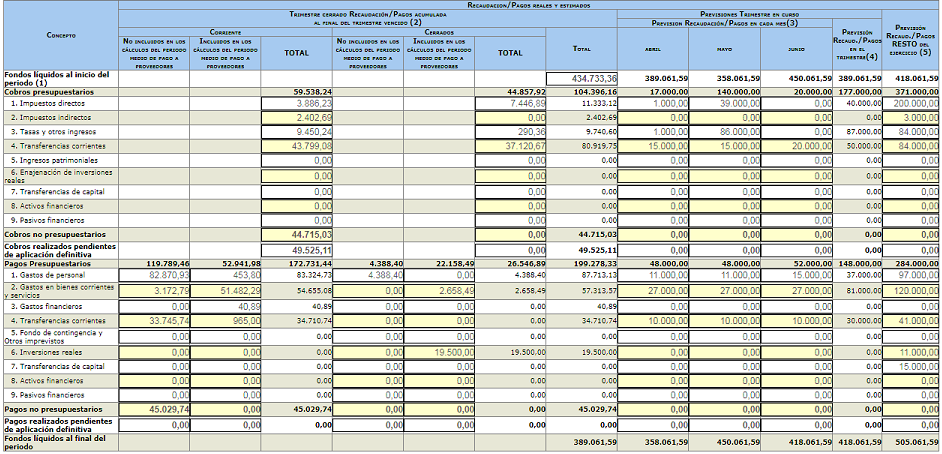 Recaudacion/Pagos reales y estimados
Trimestre cerrado Recaudación/Pagos acumulada al final del trimestre vencido (2)
Previsiones Trimestre en curso
Prevision Recaudacion/Pagos en cada mes(3)
Previsión Recaud./Pagos en el trimestre(4)
Previsión Recaud./Pagos RESTO del ejercicio (5)
Concepto
Corriente
Cerrados
Total
abril
mayo
junio
No incluidos en los cálculos del periodo medio de pago a proveedores
Incluidos en los cálculos del periodo medio de pago a proveedores
TOTAL
No incluidos en los cálculos del periodo medio de pago a proveedores
Incluidos en los cálculos del periodo medio de pago a proveedores
TOTAL
Fondos líquidos al inicio del período (1) 434.733,36 389.061,59 358.061,59 450.061,59 389.061,59 418.061,59
Cobros presupuestarios 59.538,24 44.857,92 104.396,16 17.000,00 140.000,00 20.000,00 177.000,00 371.000,00
1. Impuestos directos 3.886,23 7.446,89 11.333,12 1.000,00 39.000,00 0,00 40.000,00 200.000,00
2. Impuestos indirectos 2.402,69 0,00 2.402,69 0,00 0,00 0,00 0,00 3.000,00
3. Tasas y otros ingresos 9.450,24 290,36 9.740,60 1.000,00 86.000,00 0,00 87.000,00 84.000,00
4. Transferencias corrientes 43.799,08 37.120,67 80.919,75 15.000,00 15.000,00 20.000,00 50.000,00 84.000,00
5. Ingresos patrimoniales 0,00 0,00 0,00 0,00 0,00 0,00 0,00 0,00
6. Enajenación de inversiones reales 0,00 0,00 0,00 0,00 0,00 0,00 0,00 0,00
7. Transferencias de capital 0,00 0,00 0,00 0,00 0,00 0,00 0,00 0,00
8. Activos financieros 0,00 0,00 0,00 0,00 0,00 0,00 0,00 0,00
9. Pasivos financieros 0,00 0,00 0,00 0,00 0,00 0,00 0,00 0,00
Cobros no presupuestarios 44.715,03 0,00 44.715,03 0,00 0,00 0,00 0,00 0,00
Cobros realizados pendientes de aplicación definitiva 49.525,11 0,00 49.525,11 0,00 0,00 0,00 0,00 0,00
Pagos Presupuestarios 119.789,46 52.941,98 172.731,44 4.388,40 22.158,49 26.546,89 199.278,33 48.000,00 48.000,00 52.000,00 148.000,00 284.000,00
1. Gastos de personal 82.870,93 453,80 83.324,73 4.388,40 0,00 4.388,40 87.713,13 11.000,00 11.000,00 15.000,00 37.000,00 97.000,00
2. Gastos en bienes corrientes y servicios 3.172,79 51.482,29 54.655,08 0,00 2.658,49 2.658,49 57.313,57 27.000,00 27.000,00 27.000,00 81.000,00 120.000,00
3. Gastos financieros 0,00 40,89 40,89 0,00 0,00 0,00 40,89 0,00 0,00 0,00 0,00 0,00
4. Transferencias corrientes 33.745,74 965,00 34.710,74 0,00 0,00 0,00 34.710,74 10.000,00 10.000,00 10.000,00 30.000,00 41.000,00
5. Fondo de contingencia y Otros imprevistos 0,00 0,00 0,00 0,00 0,00 0,00 0,00 0,00 0,00 0,00 0,00 0,00
6. Inversiones reales 0,00 0,00 0,00 0,00 19.500,00 19.500,00 19.500,00 0,00 0,00 0,00 0,00 11.000,00
7. Transferencias de capital 0,00 0,00 0,00 0,00 0,00 0,00 0,00 0,00 0,00 0,00 0,00 15.000,00
8. Activos financieros 0,00 0,00 0,00 0,00 0,00 0,00 0,00 0,00 0,00 0,00 0,00 0,00
9. Pasivos financieros 0,00 0,00 0,00 0,00 0,00 0,00 0,00 0,00 0,00 0,00 0,00 0,00
Pagos no presupuestarios 45.029,74 0,00 45.029,74 0,00 0,00 0,00 45.029,74 0,00 0,00 0,00 0,00 0,00
Pagos realizados pendientes de aplicación definitiva 0,00 0,00 0,00 0,00 0,00 0,00 0,00 0,00 0,00 0,00 0,00 0,00
Fondos líquidos al final del período 389.061,59 358.061,59 450.061,59 418.061,59 418.061,59 505.061,59